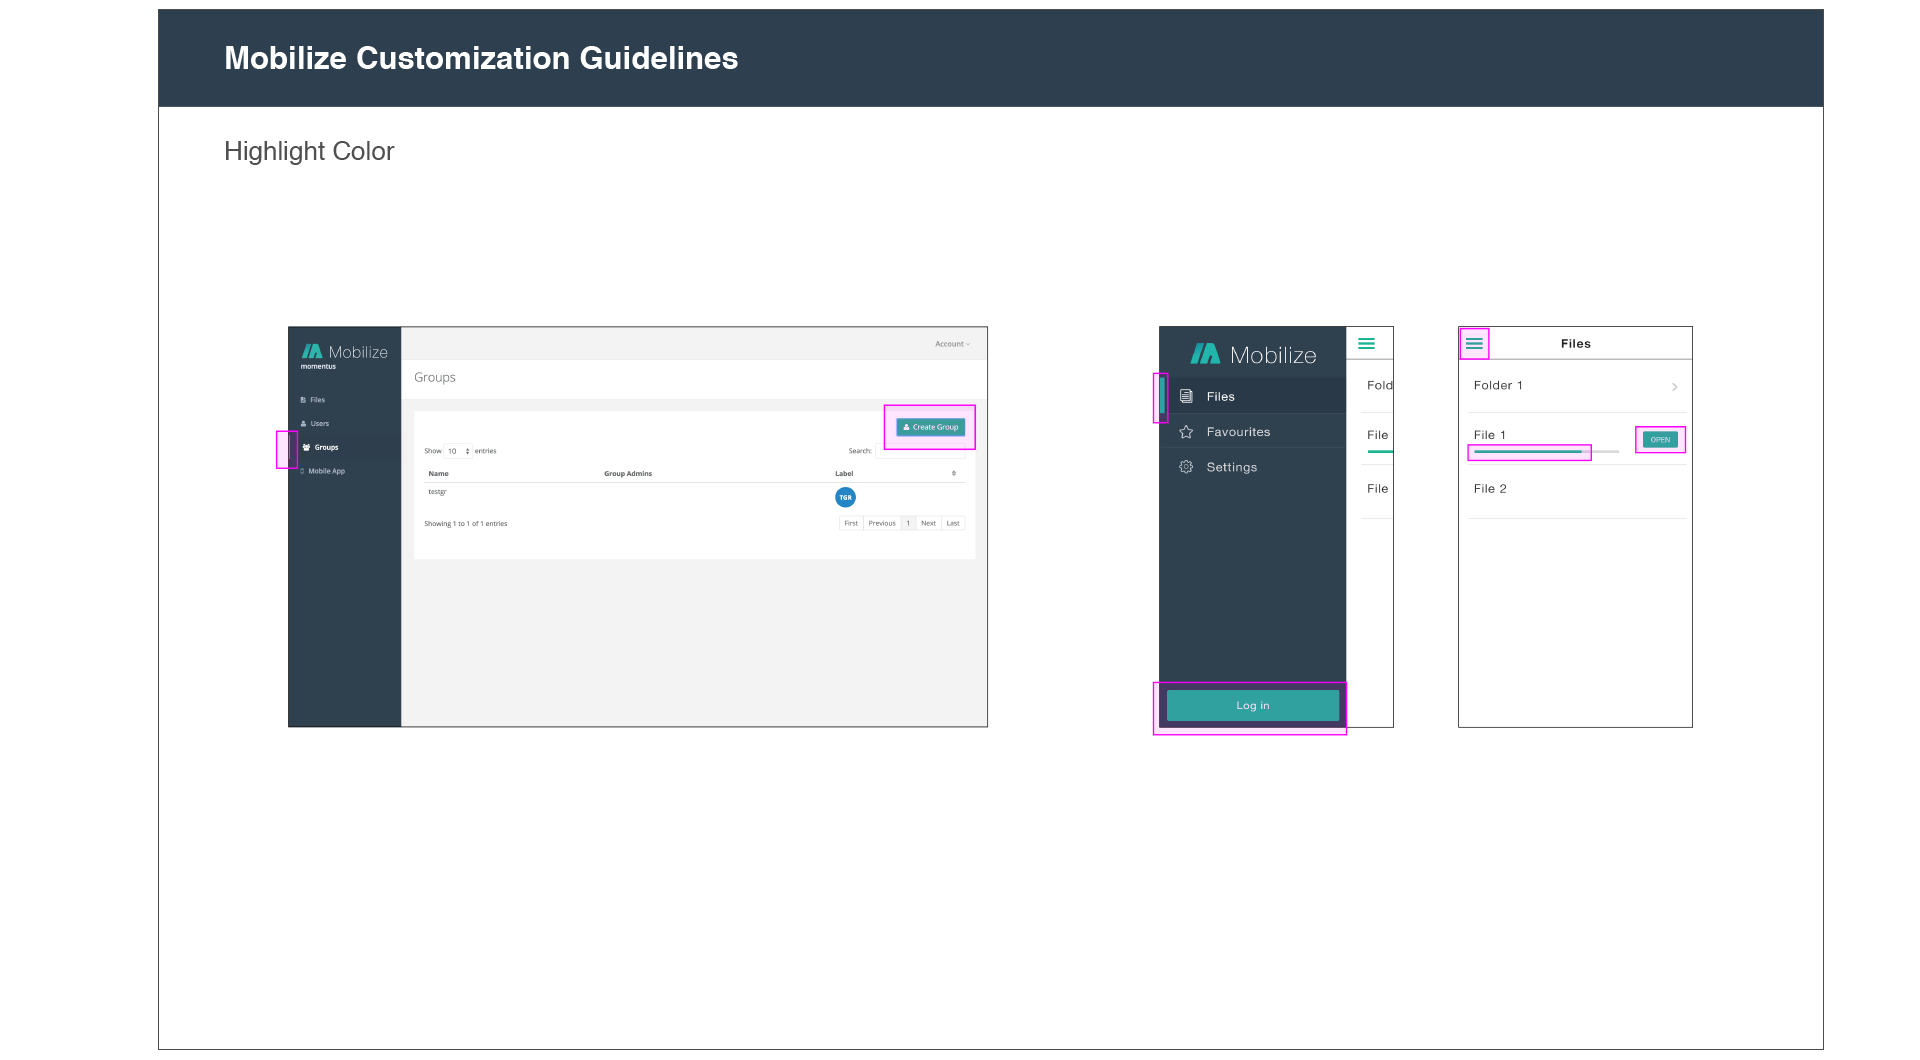 Mobilize Customization Guidelines
Highlight Color
Mobilize
momentus
Files
Users
Groups
Mobile App
Account
Groups
Create Group
Show 10 entries
Search:
Name Group Admins Label
testgr TGR
Showing 1 to 1 of 1 entries
First Previous 1 Next Last
Mobilize
Files
Favourites
Settings
Log in
Fold
File
File
Files
Folder 1
File 1
OPEN
File 2